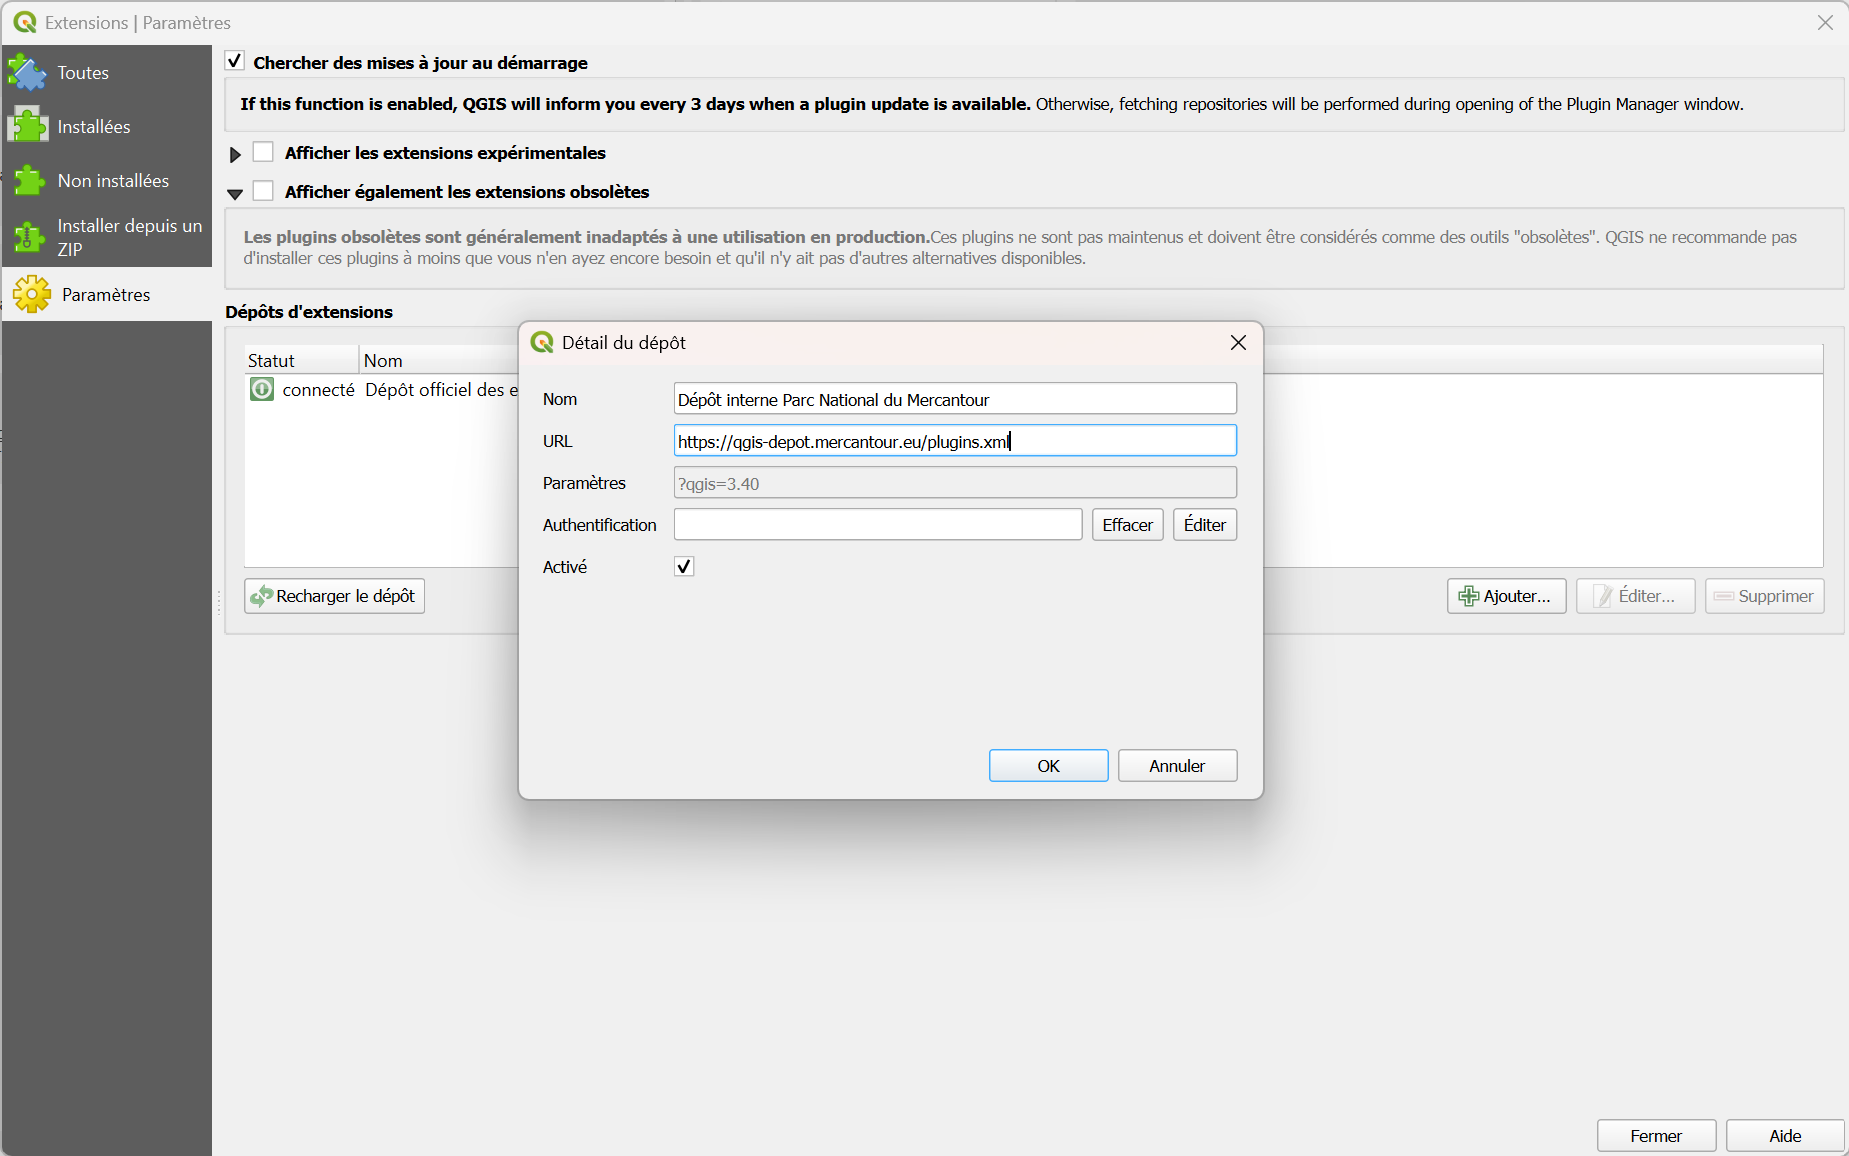 Extensions | Paramètres
Toutes
Installées
Non installées
Installer depuis un
ZIP
Paramètres
Chercher des mises à jour au démarrage
If this function is enabled, QGIS will inform you every 3 days when a plugin update is available. Otherwise, fetching repositories will be performed during opening of the Plugin Manager window.
Afficher les extensions expérimentales
Afficher également les extensions obsolètes
Les plugins obsolètes sont généralement inadaptés à une utilisation en production.Ces plugins ne sont pas maintenus et doivent être considérés comme des outils "obsolètes". QGIS ne recommande pas
d'installer ces plugins à moins que vous n'en ayez encore besoin et qu'il n'y ait pas d'autres alternatives disponibles.
Dépôts d'extensions
Statut Nom
connecté Dépôt officiel des e
Recharger le dépôt
Ajouter... Éditer... Supprimer
Détail du dépôt
Nom Dépôt interne Parc National du Mercantour
URL https://qgis-depot.mercantour.eu/plugins.xml
Paramètres ?qgis=3.40
Authentification Effacer Éditer
Activé
OK Annuler
Fermer Aide